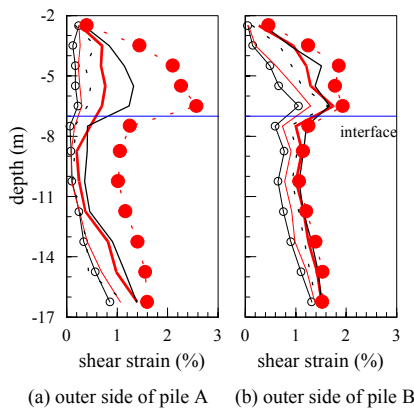 -2
-5
-8
-11
-14
-17
depth (m)
0 1 2 3
0 1 2 3
interface
shear strain (%) shear strain (%)
(a) outer side of pile A (b) outer side of pile B